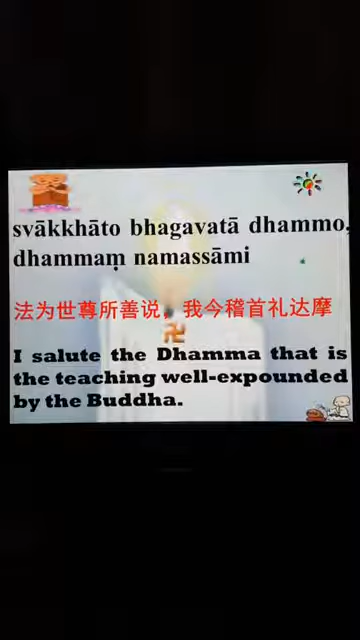 svākkhāto bhagavatā dhammo,
dhammaṃ namassāmi
法为世尊所善说，我今稽首礼达摩
卍
I salute the Dhamma that is
the teaching well-expounded
by the Buddha.